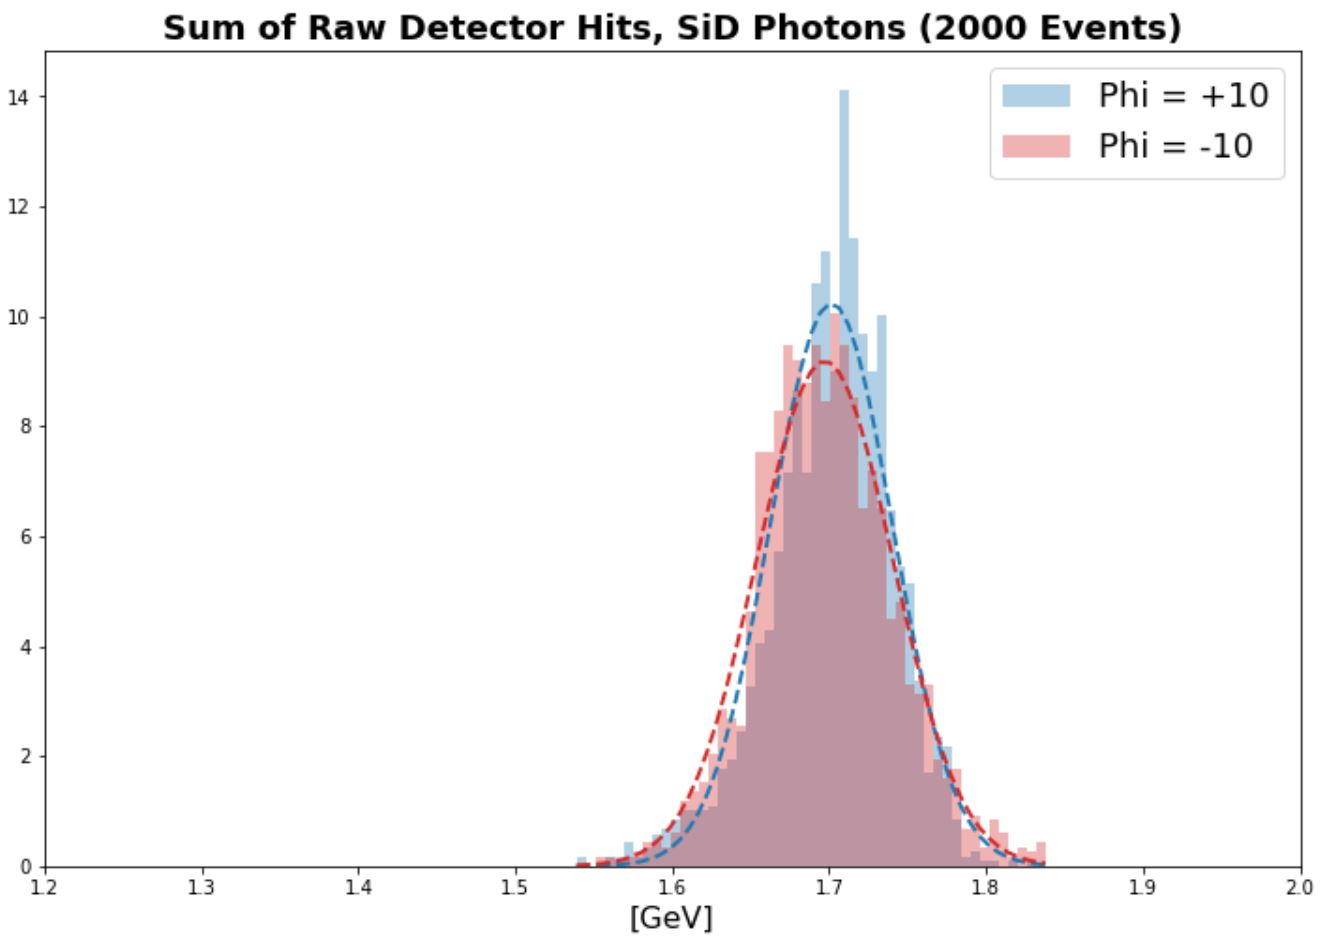 Sum of Raw Detector Hits, SiD Photons (2000 Events)
Phi = +10
Phi = -10
14
12
10
8
6
4
2
0
1.2 1.3 1.4 1.5 1.6 1.7 1.8 1.9 2.0
[GeV]